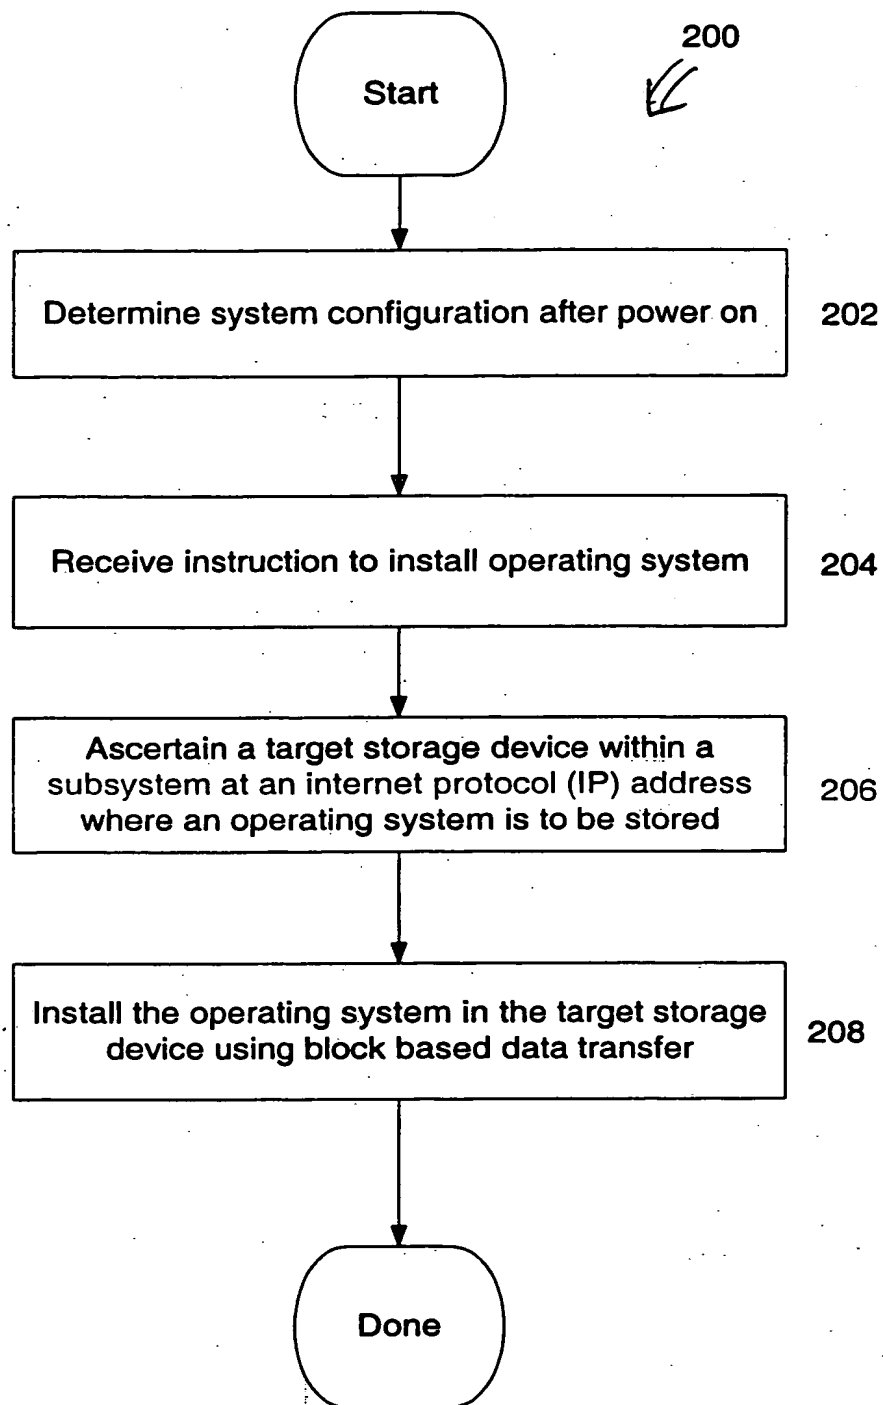 200
Start
Determine system configuration after power on
202
Receive instruction to install operating system
204
Ascertain a target storage device within a
subsystem at an internet protocol (IP) address
where an operating system is to be stored
206
Install the operating system in the target storage
device using block based data transfer
208
Done